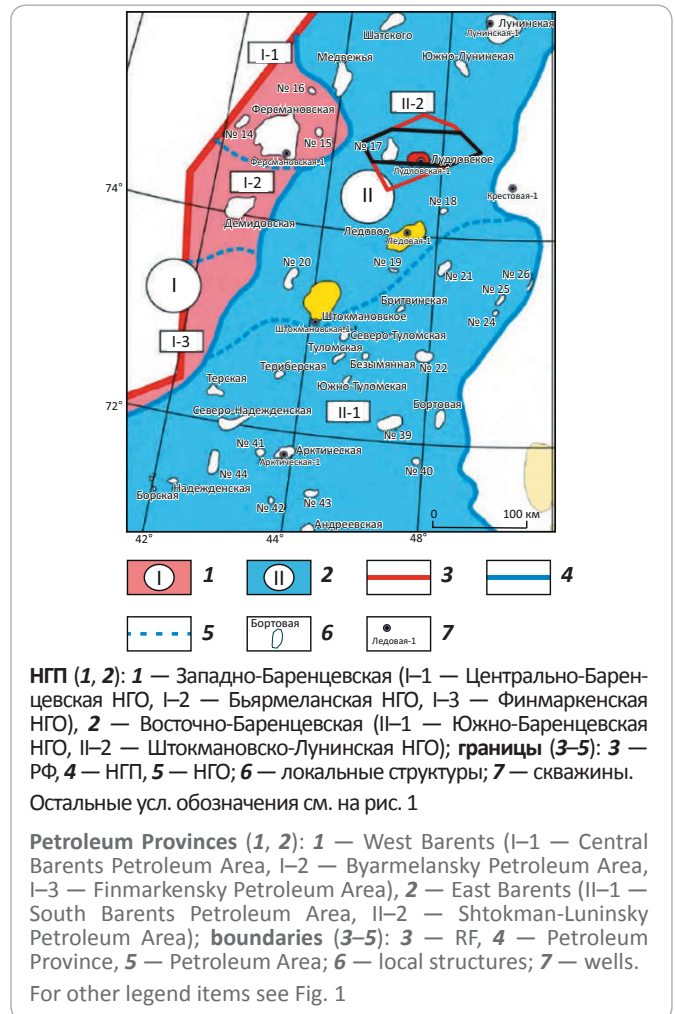 Шатского
Лунинская
Лунинская-1
I-1
Медвежья
Южно-Лунинская
№ 16
II-2
Ферсмановская
№ 14
№ 15
№ 17
Ферсмановская-1
Лудловское
Лудловская-1
I-2
II
74°
Крестовая-1
№ 18
Демидовская
Ледовое
Ледовая-1
№ 20
№ 19
№ 21
№ 26
I
№ 25
Бритвинская
№ 24
Штокмановское
Штокмановская-1
Северо-Туломская
I-3
Туломская
Териберская
Безымянная
№ 22
Терская
Южно-Туломская
72°
Северо-Надежденская
II-1
Бортовая
№ 39
№ 41
Арктическая
Арктическая-1
№ 40
№ 44
Надежденская
Борская
№ 42
№ 43
0 100 км
Андреевская
42° 44° 48°
I 1 II 2 3 4
5 Бортовая 6 Ледовая-1 7
НГП (1, 2): 1 — Западно-Баренцевская (I–1 — Центрально-Барен-
цевская НГО, I–2 — Бьярмеланская НГО, I–3 — Финмаркенская
НГО), 2 — Восточно-Баренцевская (II–1 — Южно-Баренцевская
НГО, II–2 — Штокмановско-Лунинская НГО); границы (3–5): 3 —
РФ, 4 — НГП, 5 — НГО; 6 — локальные структуры; 7 — скважины.
Остальные усл. обозначения см. на рис. 1
Petroleum Provinces (1, 2): 1 — West Barents (I–1 — Central
Barents Petroleum Area, I–2 — Byarmelansky Petroleum Area,
I–3 — Finmarkensky Petroleum Area), 2 — East Barents (II–1 —
South Barents Petroleum Area, II–2 — Shtokman-Luninsky
Petroleum Area); boundaries (3–5): 3 — RF, 4 — Petroleum
Province, 5 — Petroleum Area; 6 — local structures; 7 — wells.
For other legend items see Fig. 1